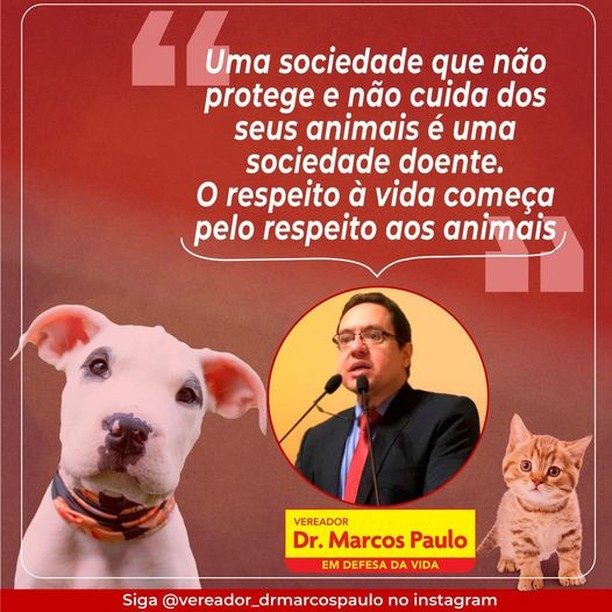 Uma sociedade que não
protege e não cuida dos
seus animais é uma
sociedade doente.
O respeito à vida começa
pelo respeito aos animais
VEREADOR
Dr. Marcos Paulo
EM DEFESA DA VIDA
Siga @vereador_drmarcospaulo no instagram